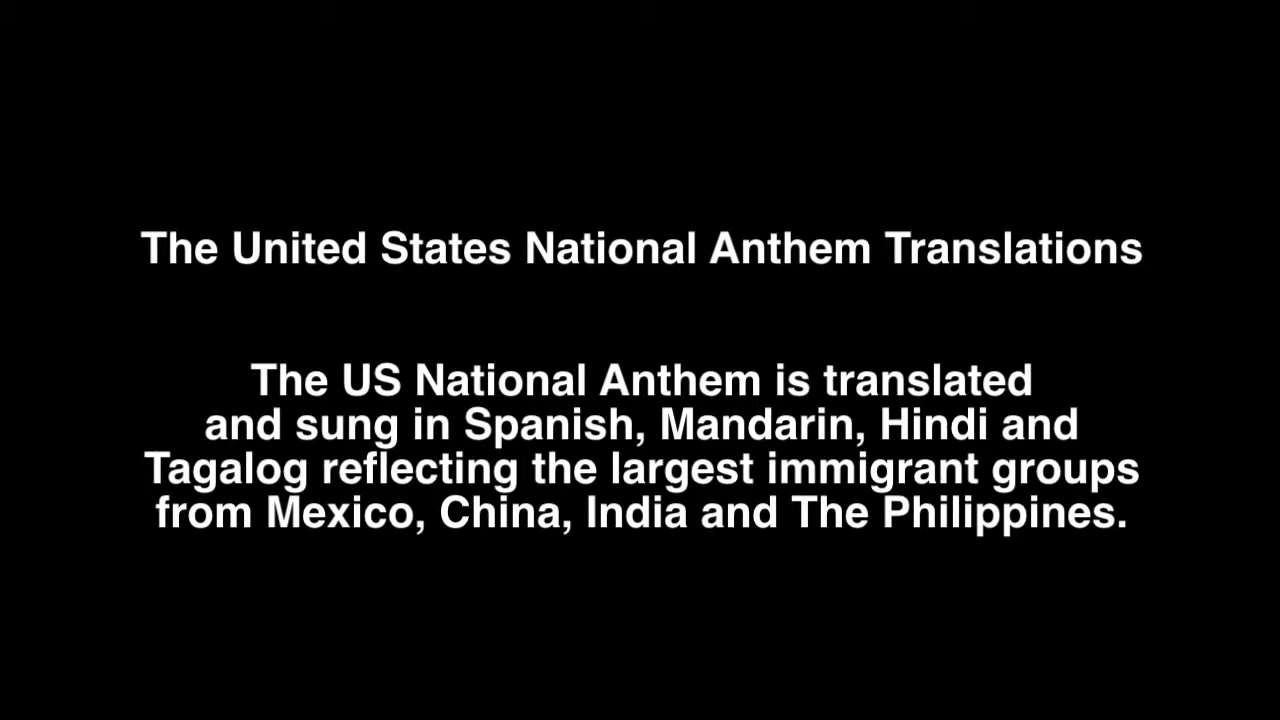 The United States National Anthem Translations
The US National Anthem is translated
and sung in Spanish, Mandarin, Hindi and
Tagalog reflecting the largest immigrant groups
from Mexico, China, India and The Philippines.